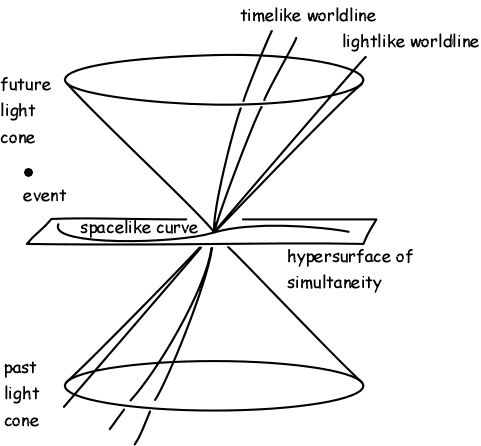 timelike worldline
lightlike worldline
future
light
cone
event
spacelike curve
hypersurface of
simultaneity
past
light
cone